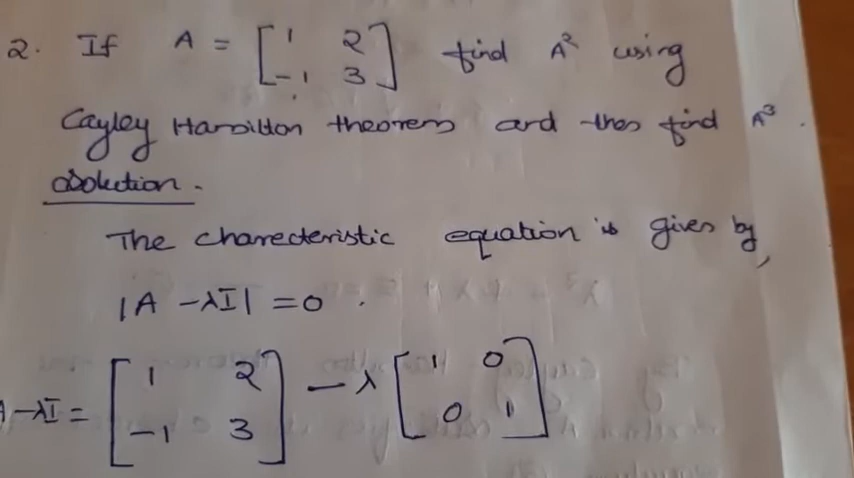 2. If A = [1 2 -1 3] find A² using
Cayley Hamilton theorem and then find A³.
Solution.
The charecteristic equation is given by,
|A - λI| = 0.
A - λI = [1 2 -1 3] - λ [1 0 0 1]